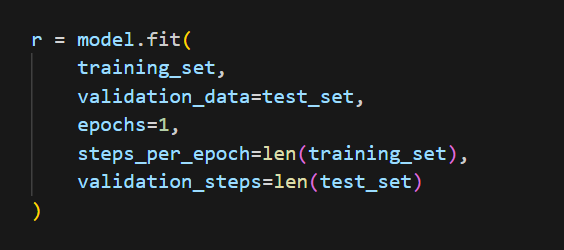 r = model.fit(
    training_set,
    validation_data=test_set,
    epochs=1,
    steps_per_epoch=len(training_set),
    validation_steps=len(test_set)
)